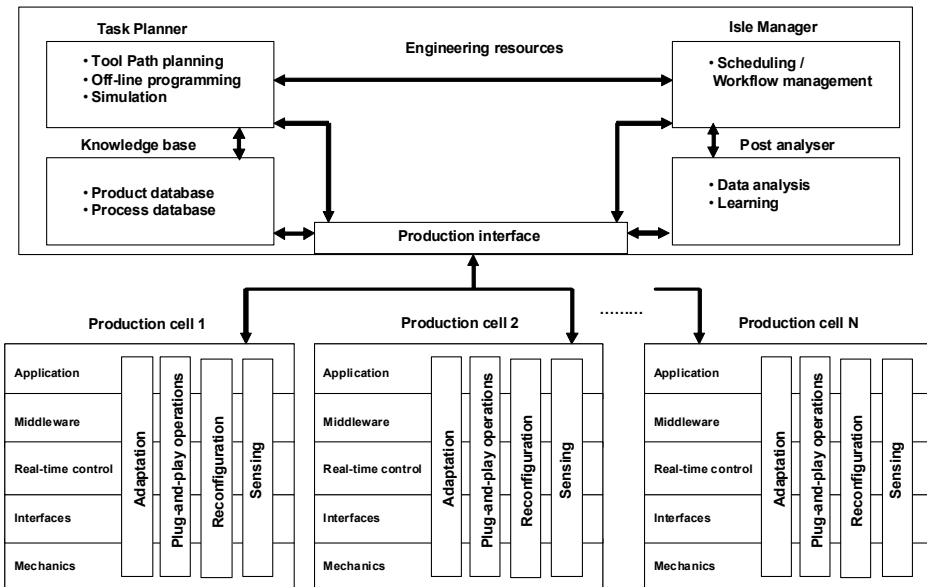 Task Planner
Engineering resources
Isle Manager
• Tool Path planning
• Off-line programming
• Simulation
• Scheduling /
Workflow management
Knowledge base
Post analyser
• Product database
• Process database
• Data analysis
• Learning
Production interface
Production cell 1
Production cell 2
.........
Production cell N
Application
Middleware
Real-time control
Interfaces
Mechanics
Adaptation
Plug-and-play operations
Reconfiguration
Sensing
Application
Middleware
Real-time control
Interfaces
Mechanics
Adaptation
Plug-and-play operations
Reconfiguration
Sensing
Application
Middleware
Real-time control
Interfaces
Mechanics
Adaptation
Plug-and-play operations
Reconfiguration
Sensing